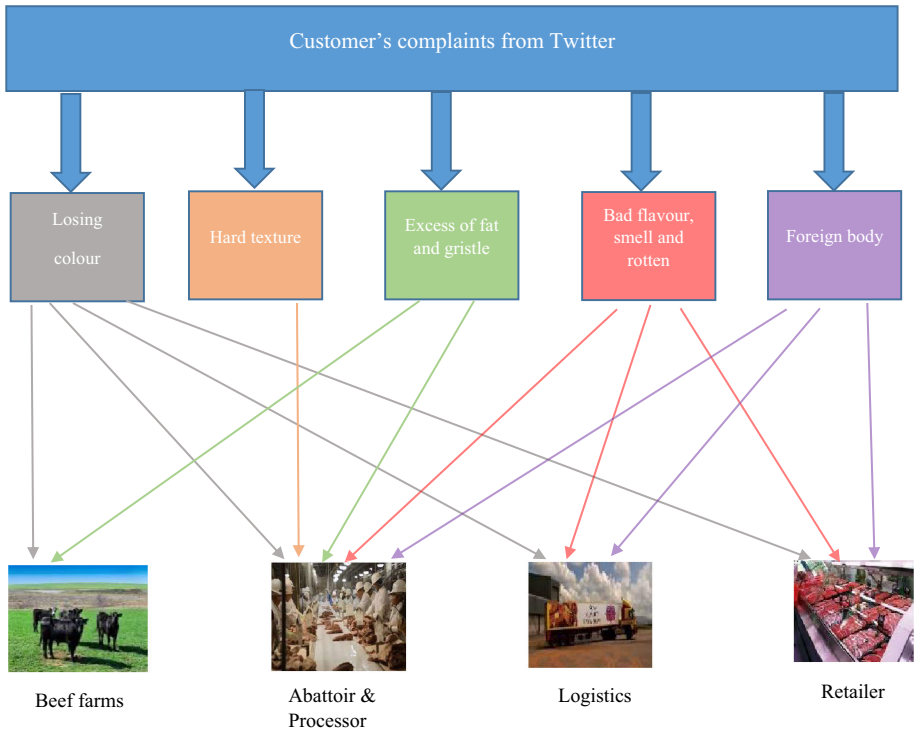 Customer’s complaints from Twitter
Losing
colour
Hard texture
Excess of fat
and gristle
Bad flavour,
smell and
rotten
Foreign body
Beef farms
Abattoir &
Processor
Logistics
Retailer